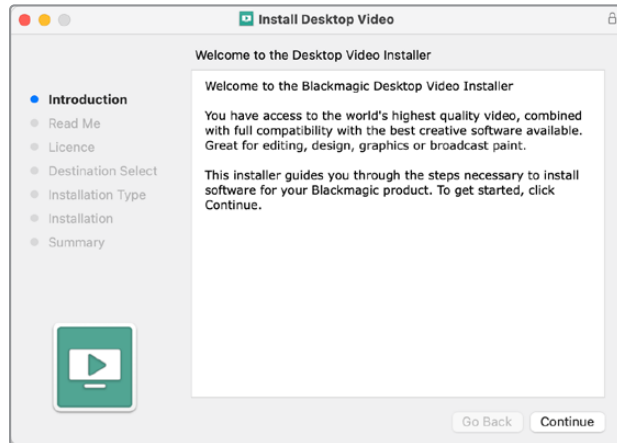 Install Desktop Video
Welcome to the Desktop Video Installer
Introduction
Read Me
Licence
Destination Select
Installation Type
Installation
Summary
Welcome to the Blackmagic Desktop Video Installer
You have access to the world's highest quality video, combined
with full compatibility with the best creative software available.
Great for editing, design, graphics or broadcast paint.
This installer guides you through the steps necessary to install
software for your Blackmagic product. To get started, click
Continue.
Go Back
Continue